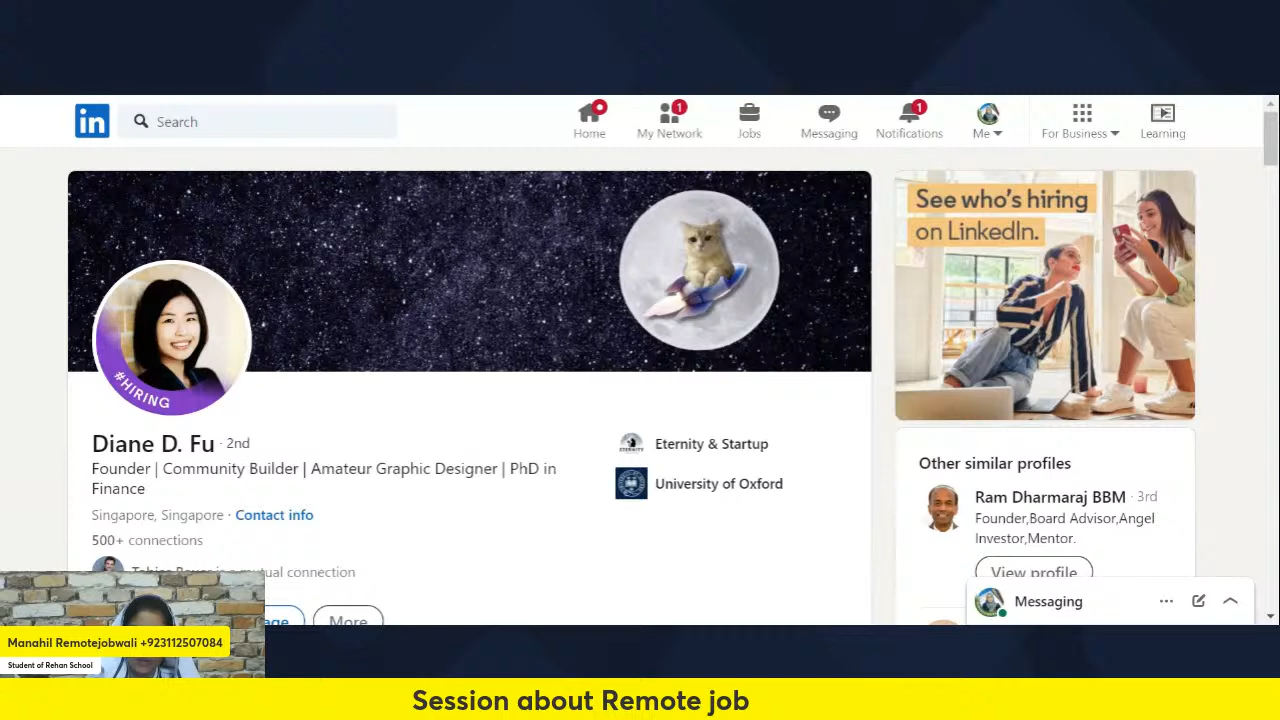 in
Search
Home
1
My Network
Jobs
Messaging
1
Notifications
Me
For Business
Learning
See who's hiring
on LinkedIn.
#HIRING
Diane D. Fu · 2nd
Founder | Community Builder | Amateur Graphic Designer | PhD in
Finance
Singapore, Singapore · Contact info
500+ connections
mutual connection
More
Eternity & Startup
University of Oxford
Other similar profiles
Ram Dharmaraj BBM · 3rd
Founder,Board Advisor,Angel
Investor,Mentor.
View profile
Messaging
Manahil Remotejobwali +923112507084
Student of Rehan School
Session about Remote job